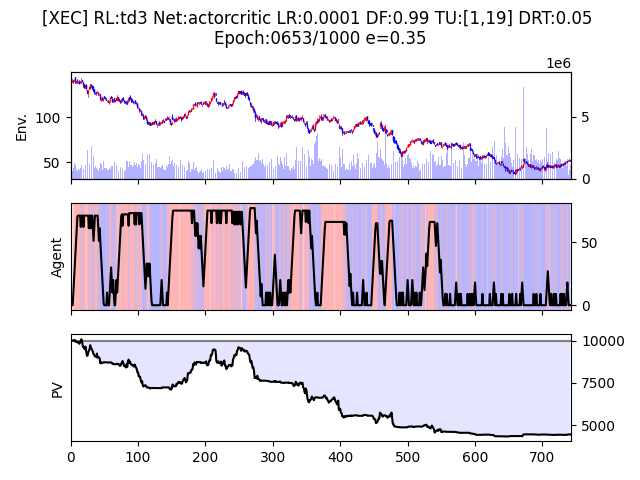 [XEC] RL:td3 Net:actorcritic LR:0.0001 DF:0.99 TU:[1,19] DRT:0.05
Epoch:0653/1000 e=0.35
1e6
Env.
100
50
5
0
Agent
50
0
PV
10000
7500
5000
0 100 200 300 400 500 600 700